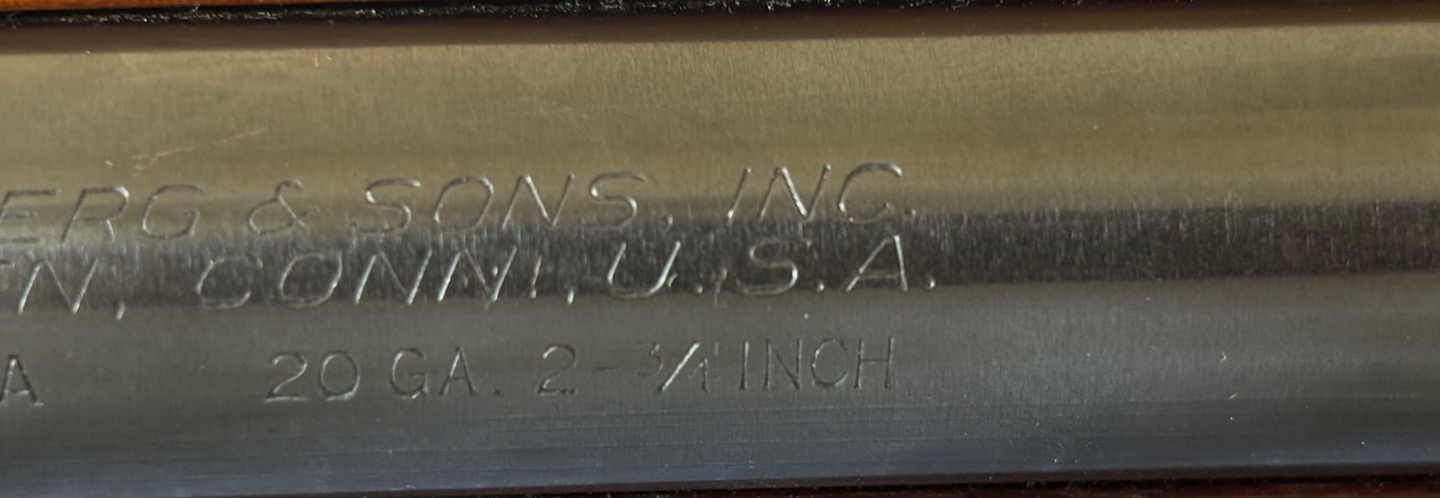 ERG & SONS, INC.
N, CONN., U.S.A.
A 20 GA. 2-3/4 INCH